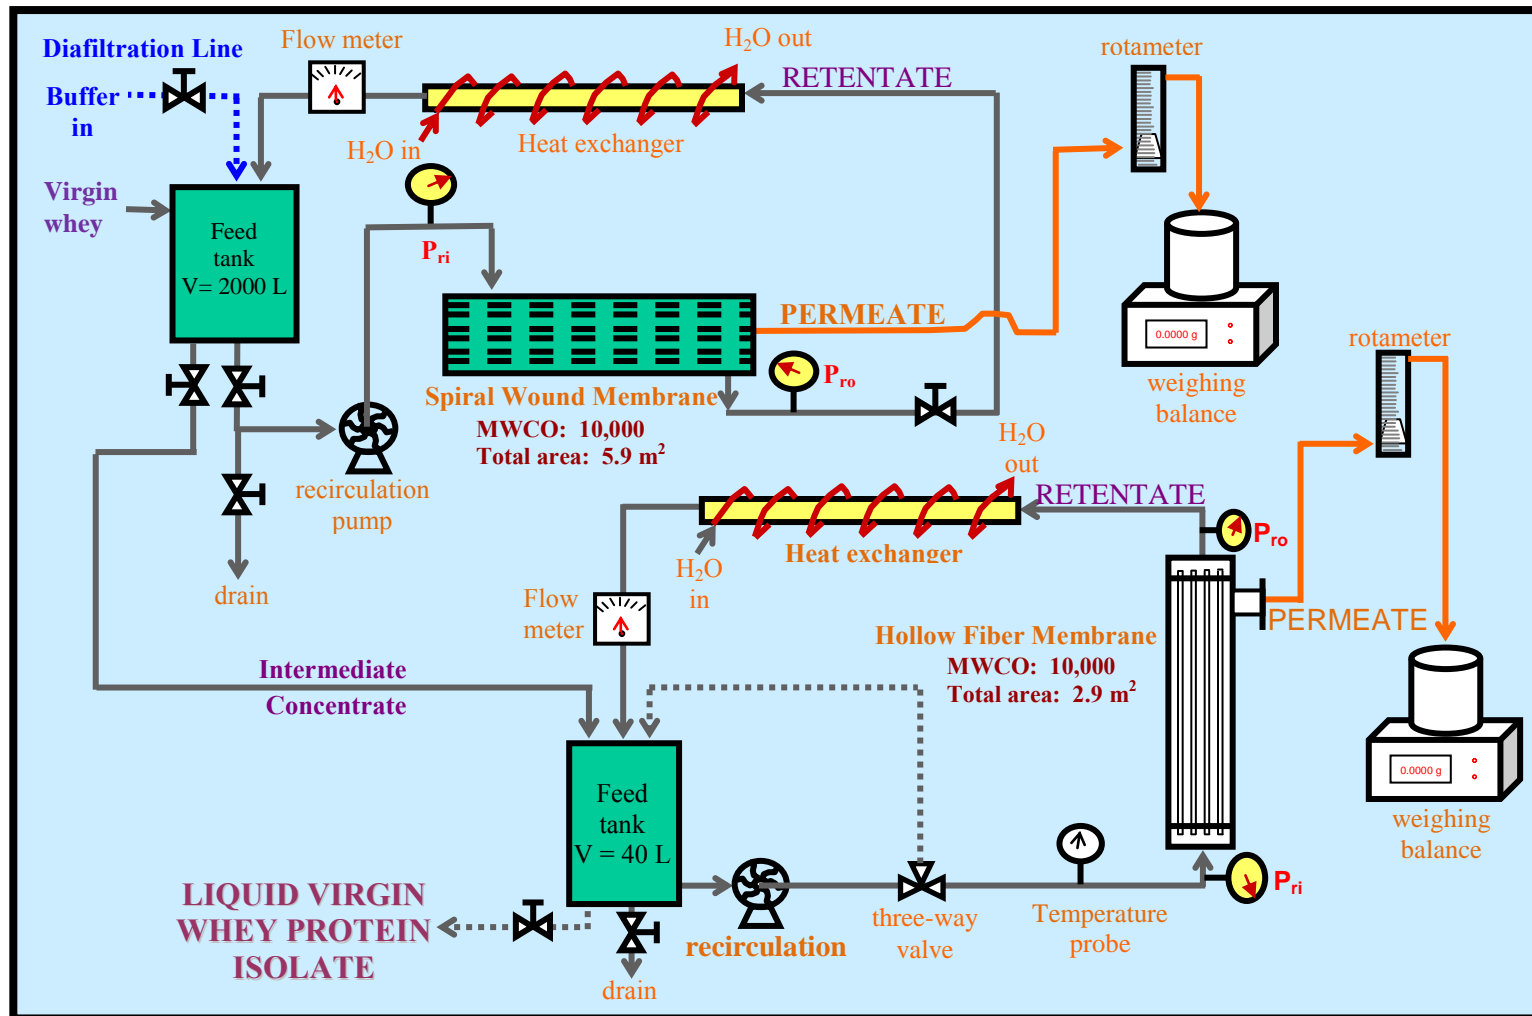 Diafiltration Line
Buffer
in
Flow meter
H₂O out
RETENTATE
rotameter
H₂O in
Heat exchanger
Virgin
whey
Feed
tank
V= 2000 L
Pri
PERMEATE
Pro
Spiral Wound Membrane
MWCO: 10,000
Total area: 5.9 m²
0.0000 g
weighing
balance
rotameter
recirculation
pump
drain
H₂O
out
RETENTATE
Pro
Heat exchanger
H₂O
in
Flow
meter
PERMEATE
Hollow Fiber Membrane
MWCO: 10,000
Total area: 2.9 m²
Intermediate
Concentrate
0.0000 g
weighing
balance
Feed
tank
V = 40 L
Pri
LIQUID VIRGIN
WHEY PROTEIN
ISOLATE
recirculation
three-way
valve
Temperature
probe
drain